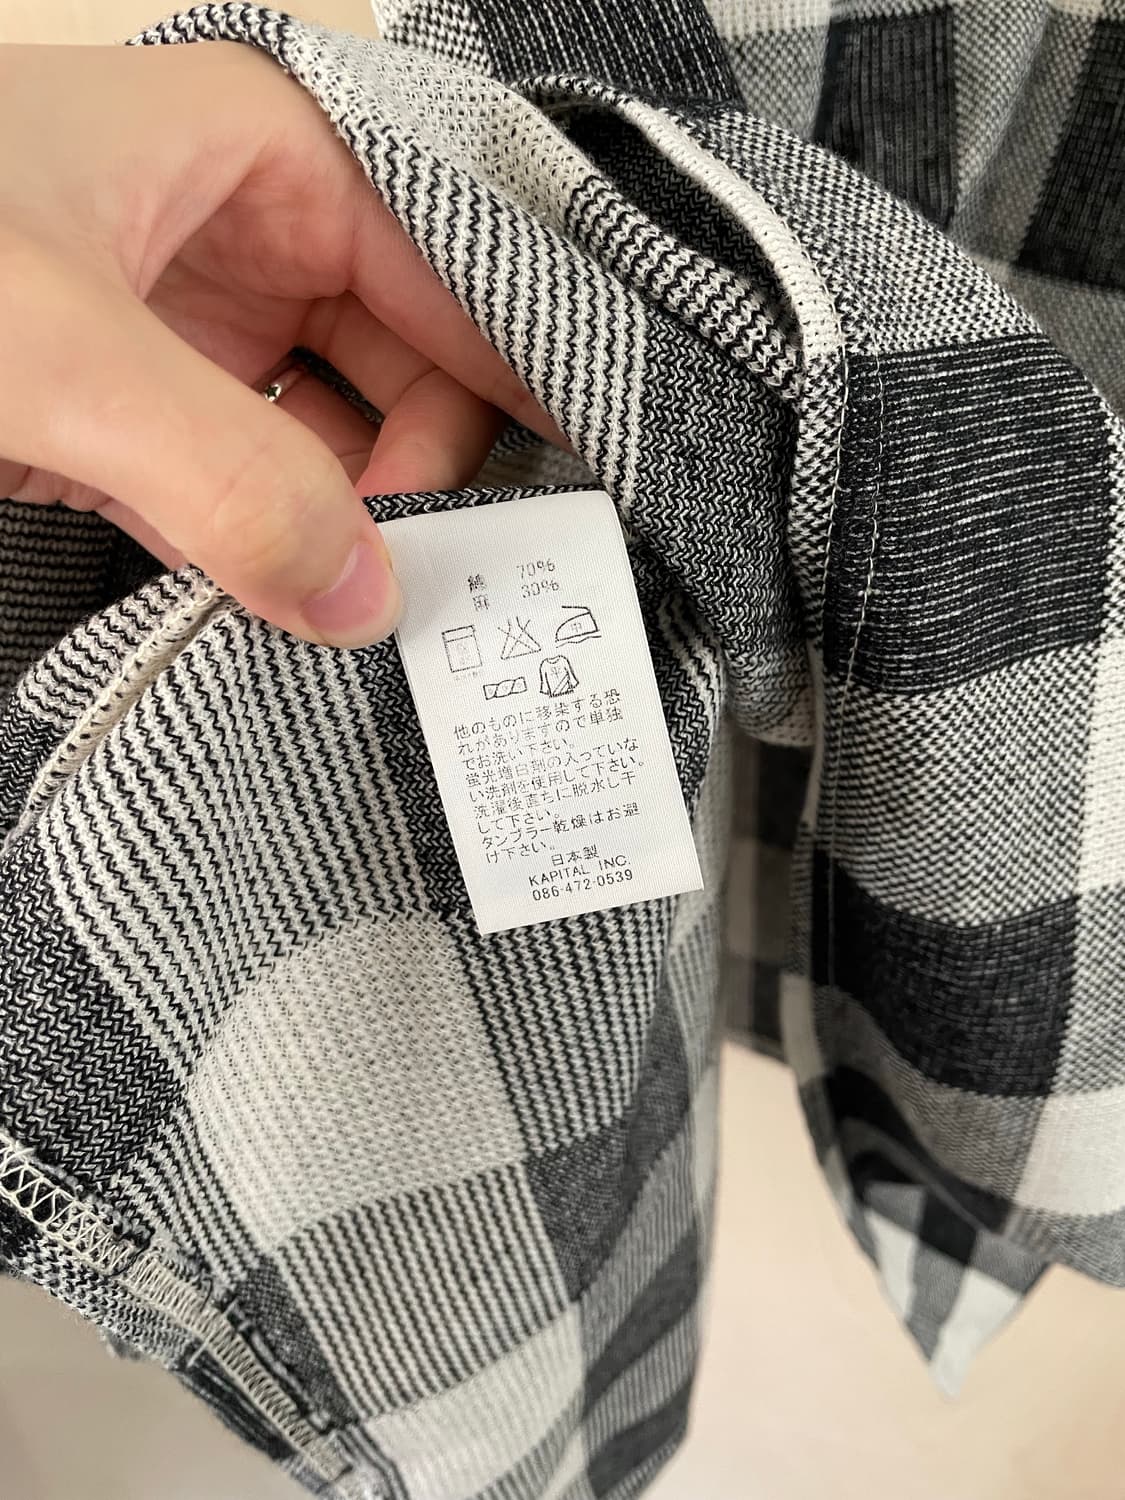 綿 70%
麻 30%
中
平
他のものに移染する恐
れがありますので単独
でお洗い下さい。
蛍光増白剤の入っていな
い洗剤を使用して下さい。
洗濯後直ちに脱水し干
して下さい。
タンブラー乾燥はお避
け下さい。
日本製
KAPITAL INC.
086-472-0539